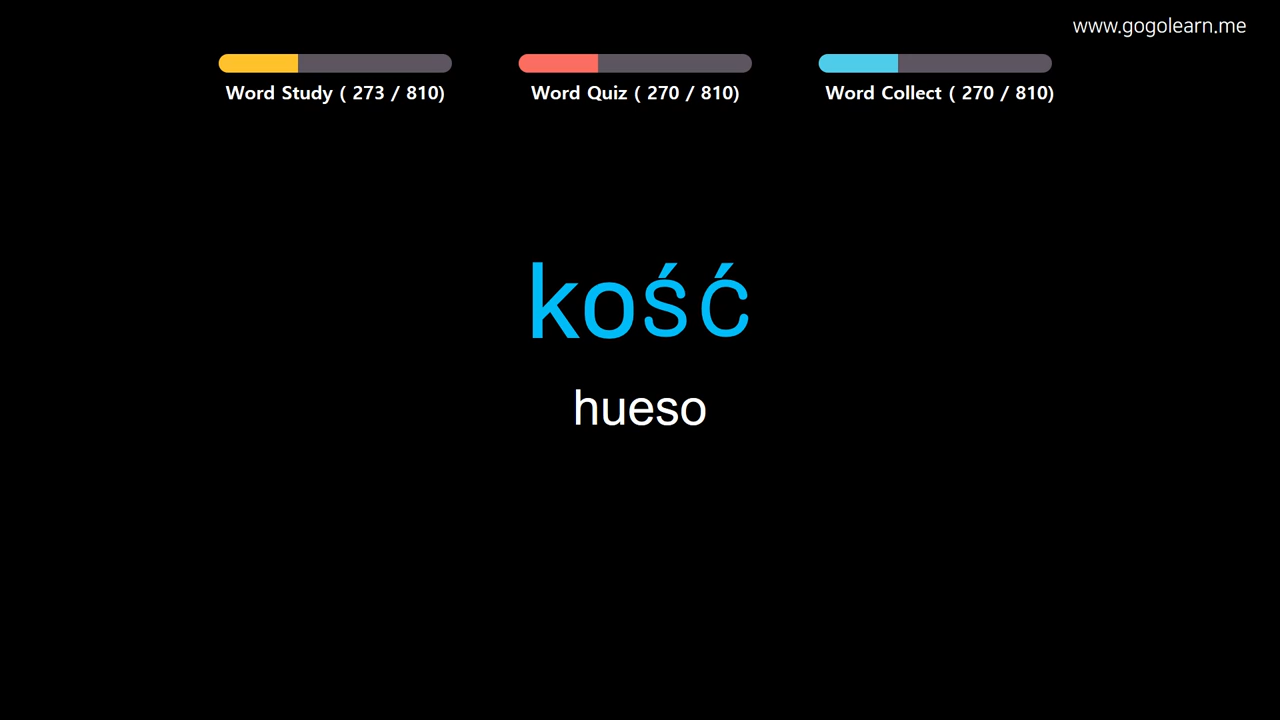 www.gogolearn.me
Word Study ( 273 / 810)
Word Quiz ( 270 / 810)
Word Collect ( 270 / 810)
kość
hueso